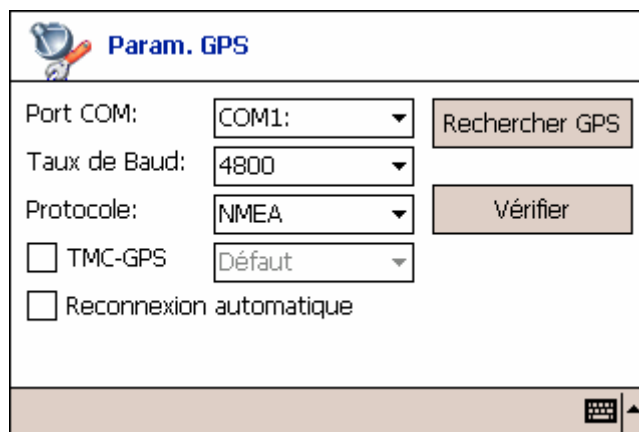 Param. GPS
Port COM: COM1: Rechercher GPS
Taux de Baud: 4800
Protocole: NMEA Vérifier
TMC-GPS Défaut
Reconnexion automatique